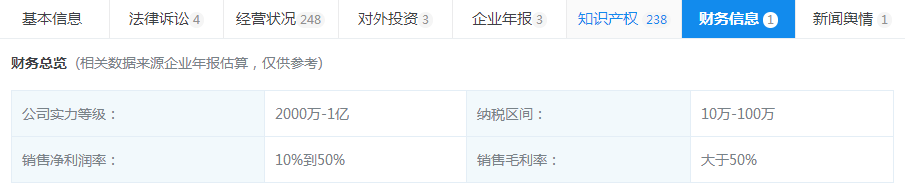 基本信息 法律诉讼 4 经营状况 248 对外投资 3 企业年报 3 知识产权 238 财务信息 1 新闻舆情 1
财务总览 (相关数据来源企业年报估算，仅供参考)
公司实力等级： 2000万-1亿 纳税区间： 10万-100万
销售净利润率： 10%到50% 销售毛利率： 大于50%